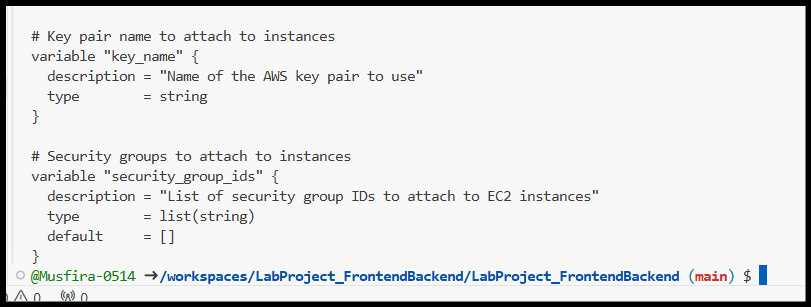 # Key pair name to attach to instances
variable "key_name" {
  description = "Name of the AWS key pair to use"
  type        = string
}

# Security groups to attach to instances
variable "security_group_ids" {
  description = "List of security group IDs to attach to EC2 instances"
  type        = list(string)
  default     = []
}
@Musfira-0514 ➜/workspaces/LabProject_FrontendBackend/LabProject_FrontendBackend (main) $
0 0